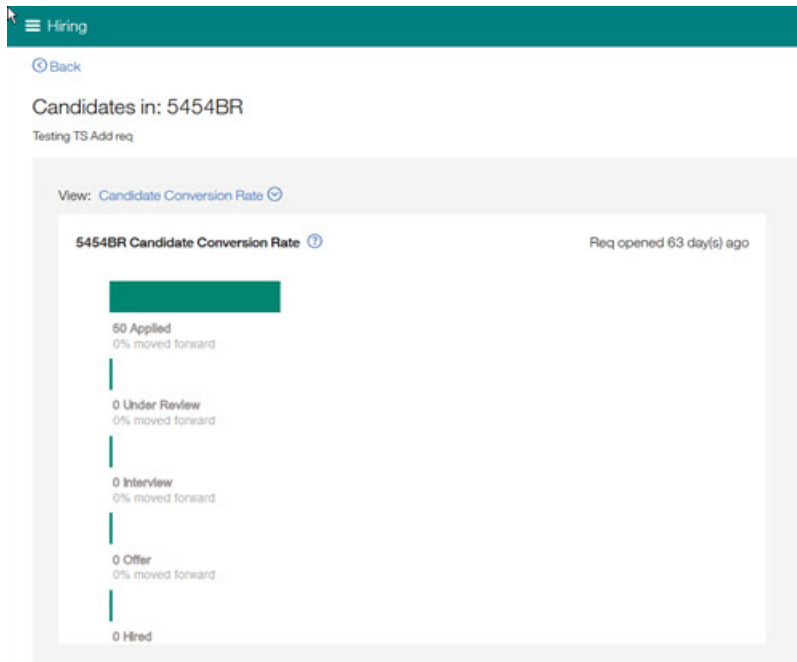 Hiring
Back
Candidates in: 5454BR
Testing TS Add req
View: Candidate Conversion Rate
5454BR Candidate Conversion Rate ?
Req opened 63 day(s) ago
50 Applied
0% moved forward
0 Under Review
0% moved forward
0 Interview
0% moved forward
0 Offer
0% moved forward
0 Hired